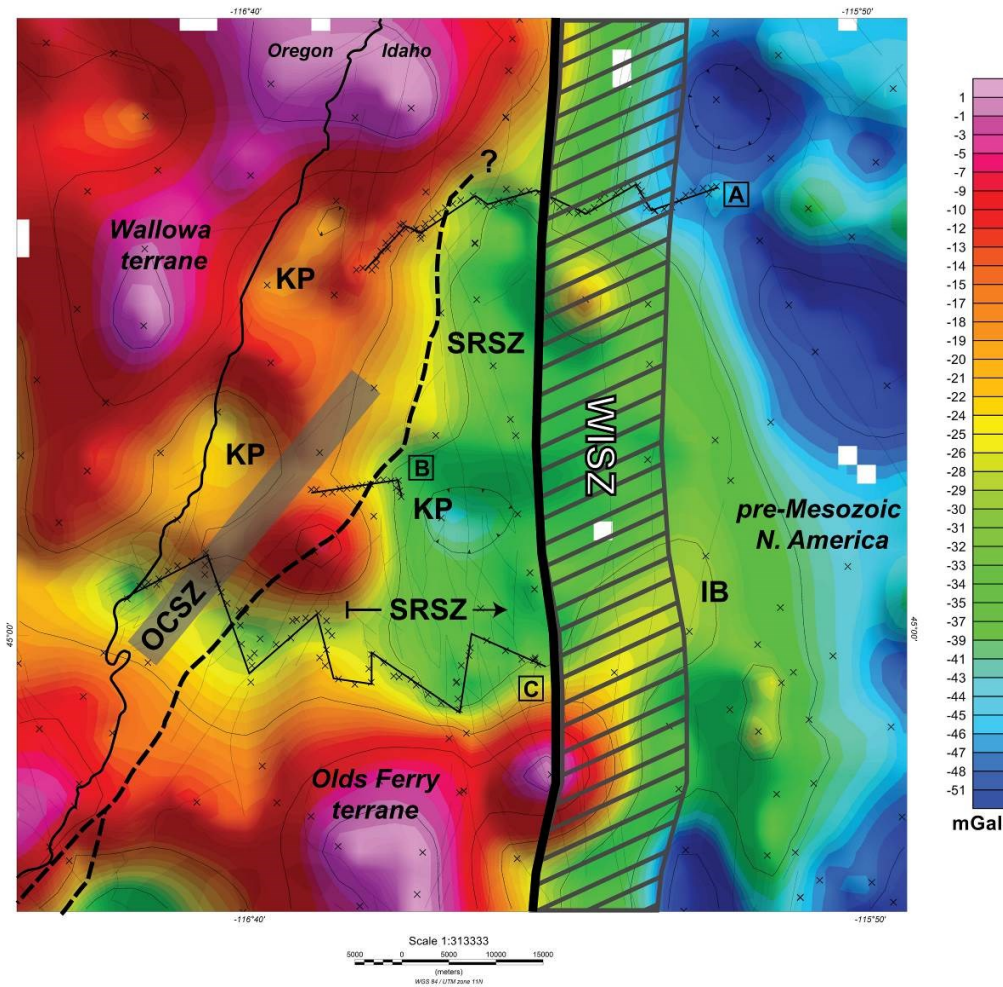 -116°40'
-115°50'
Oregon
Idaho
?
A
Wallowa
terrane
KP
SRSZ
WISZ
KP
B
KP
pre-Mesozoic
N. America
IB
OCSZ
SRSZ
45°00'
45°00'
C
Olds Ferry
terrane
-116°40'
-115°50'
1
-1
-3
-5
-7
-9
-10
-12
-13
-14
-15
-17
-18
-19
-20
-21
-22
-24
-25
-26
-28
-29
-30
-32
-33
-35
-37
-39
-41
-43
-44
-45
-46
-47
-48
-51
mGal
Scale 1:313333
5000 0 5000 10000 15000
(meters)
WGS 84 / UTM zone 11N